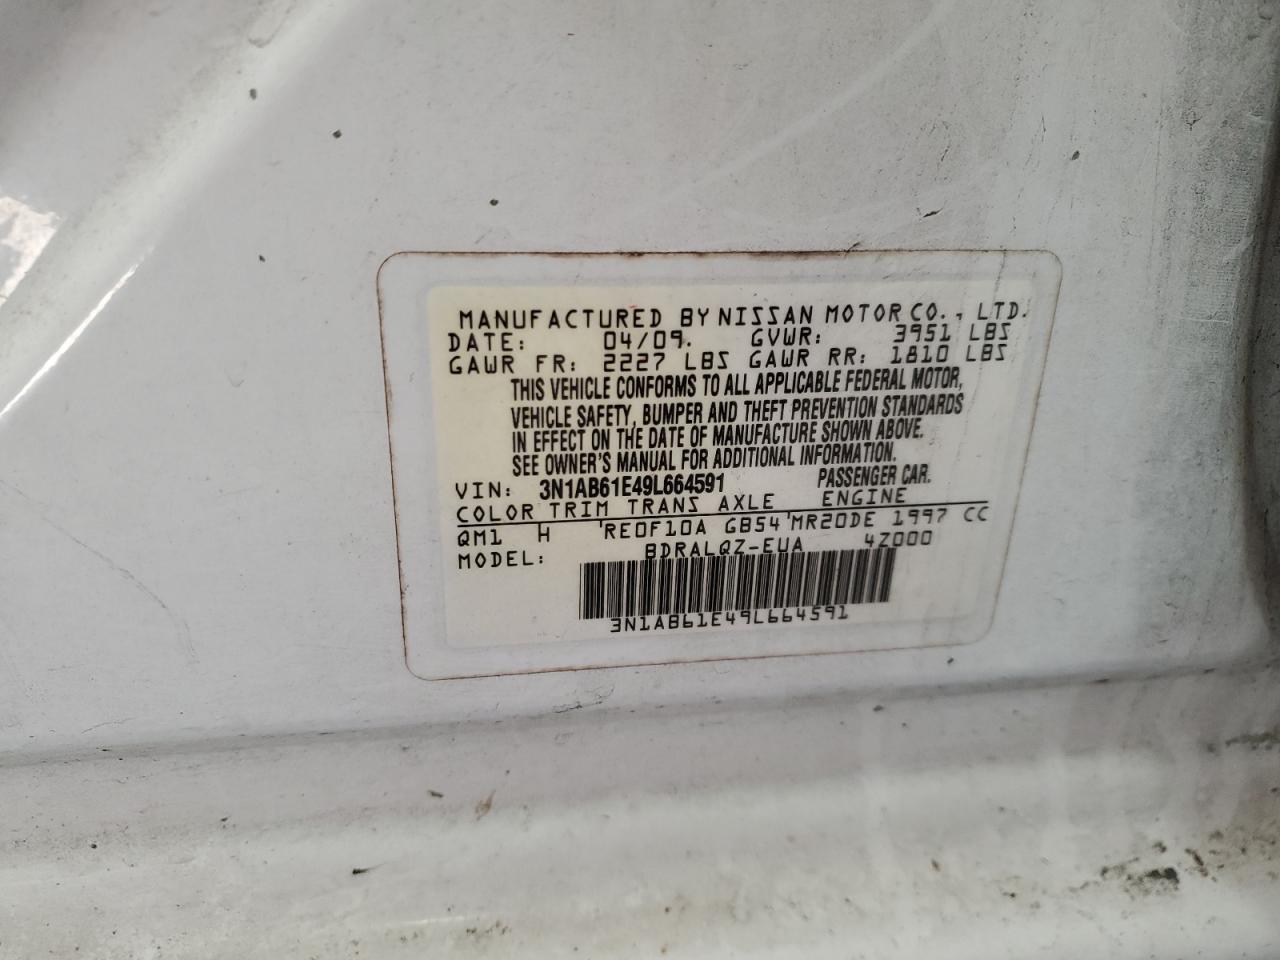 MANUFACTURED BY NISSAN MOTOR CO., LTD.
DATE: 04/09. GVWR: 3951 LBS
GAWR FR: 2227 LBS GAWR RR: 1810 LBS
THIS VEHICLE CONFORMS TO ALL APPLICABLE FEDERAL MOTOR,
VEHICLE SAFETY, BUMPER AND THEFT PREVENTION STANDARDS
IN EFFECT ON THE DATE OF MANUFACTURE SHOWN ABOVE.
SEE OWNER'S MANUAL FOR ADDITIONAL INFORMATION.
VIN: 3N1AB61E49L664591 PASSENGER CAR.
COLOR TRIM TRANS AXLE ENGINE
QM1 H 'RE0F10A GB54'MR20DE 1997 CC
MODEL: BDRALQZ-EUA 4Z000
3N1AB61E49L664591